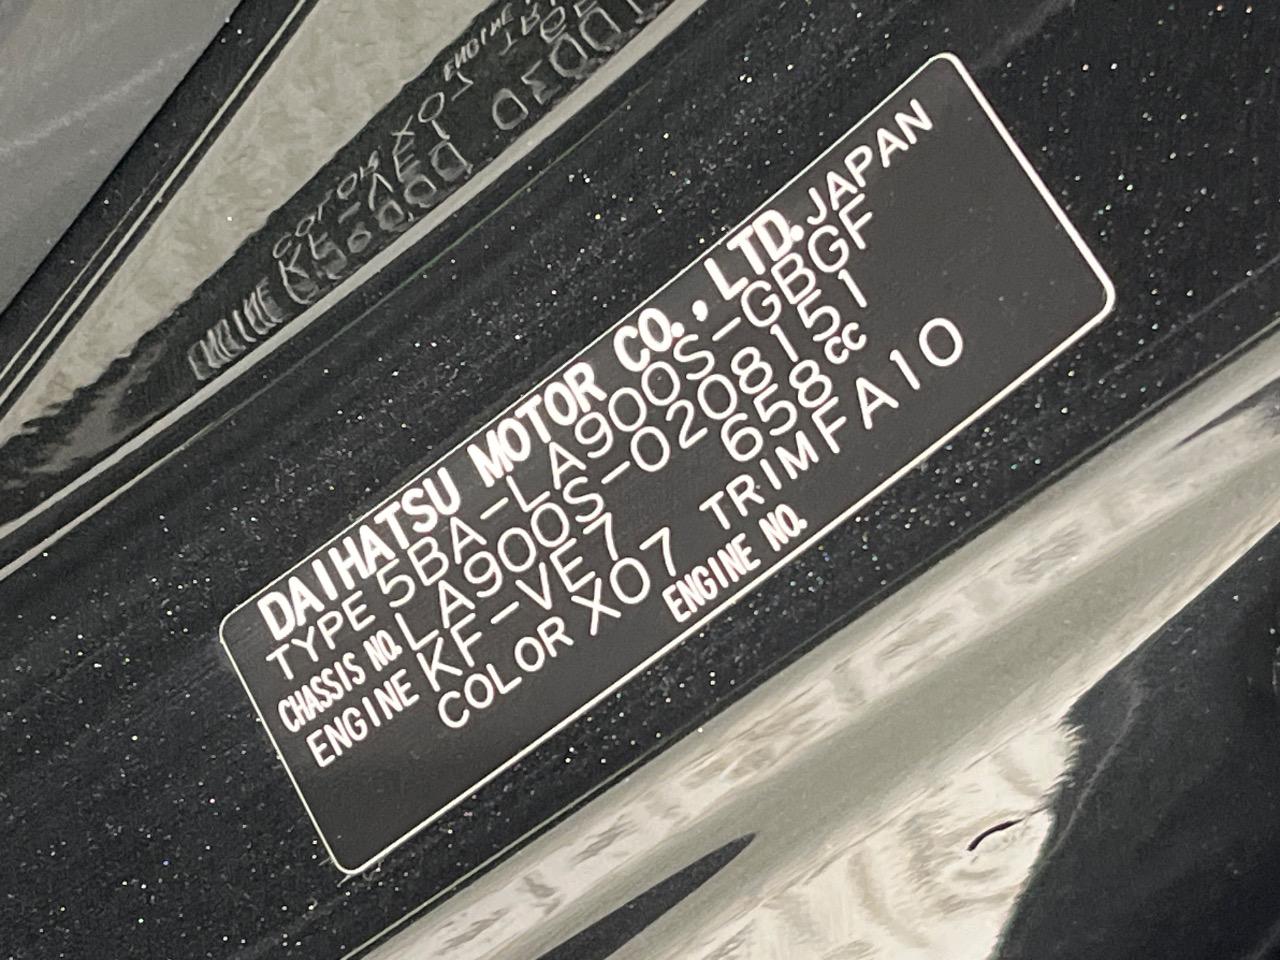 DAIHATSU MOTOR CO., LTD. JAPAN
TYPE 5BA-LA900S-GBGF
CHASSIS NO. LA900S-0208151
ENGINE KF-VE7 658cc
COLOR X07 TRIM FA10
ENGINE NO.